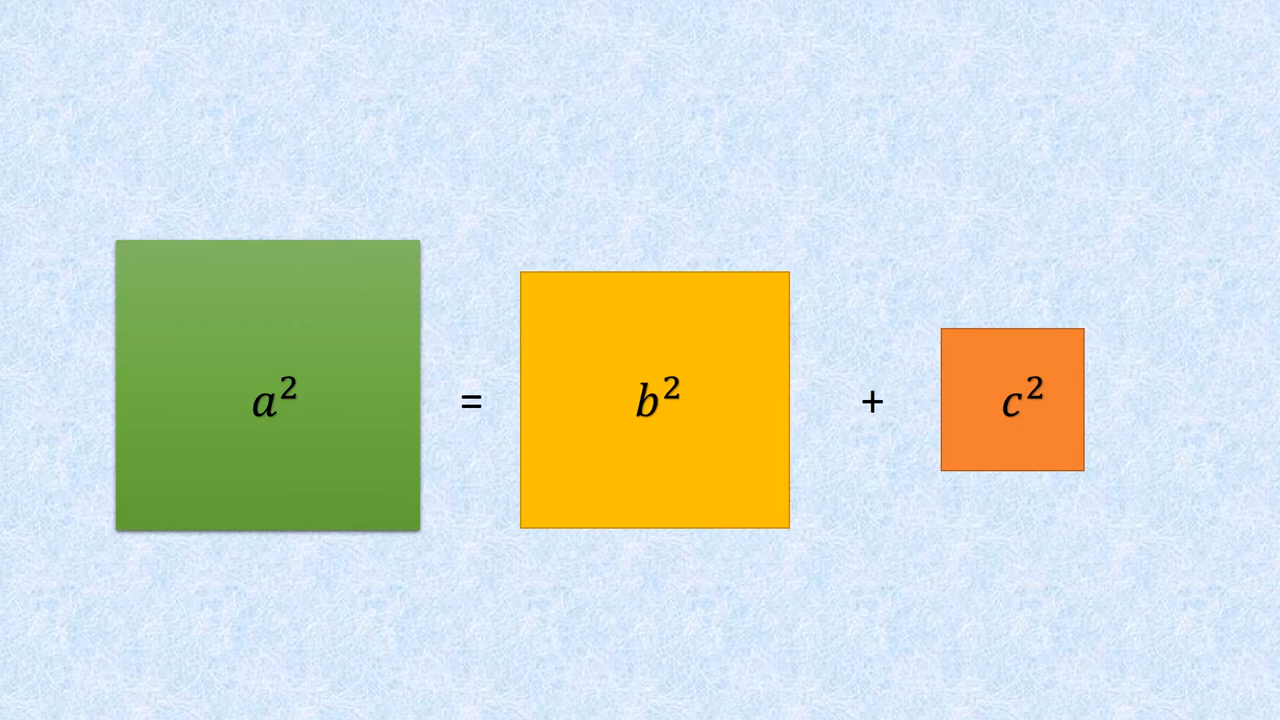 a² = b² + c²